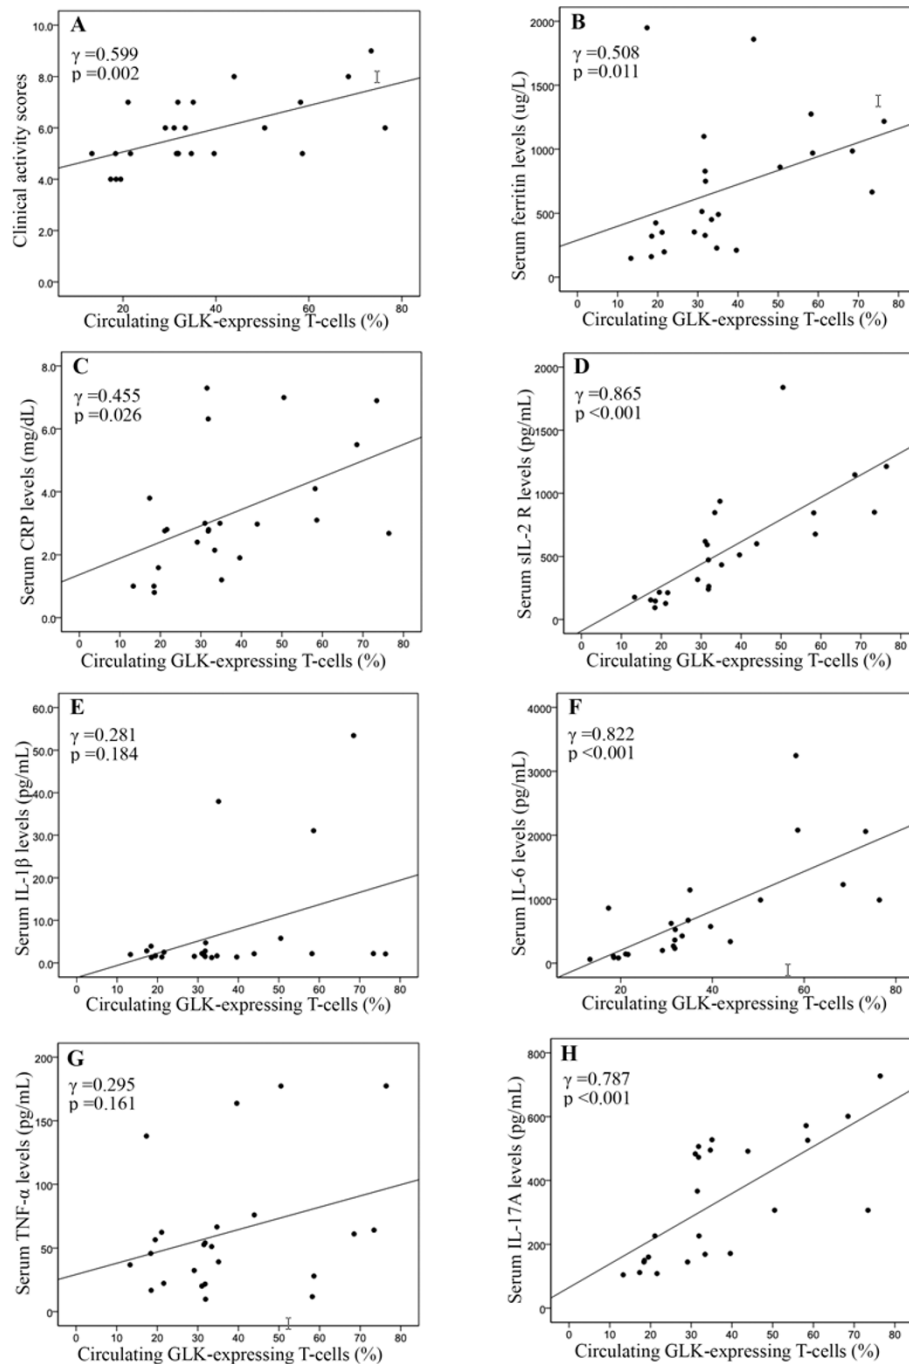 A
γ =0.599
p =0.002
Clinical activity scores
10.0
8.0
6.0
4.0
2.0
0.0
20 40 60 80
Circulating GLK-expressing T-cells (%)
B
γ =0.508
p =0.011
Serum ferritin levels (ug/L)
2000
1500
1000
500
0
0 10 20 30 40 50 60 70 80
Circulating GLK-expressing T-cells (%)
C
γ =0.455
p =0.026
Serum CRP levels (mg/dL)
8.0
6.0
4.0
2.0
0.0
0 10 20 30 40 50 60 70 80
Circulating GLK-expressing T-cells (%)
D
γ =0.865
p <0.001
Serum sIL-2 R levels (pg/mL)
2000
1500
1000
500
0
0 10 20 30 40 50 60 70 80
Circulating GLK-expressing T-cells (%)
E
γ =0.281
p =0.184
Serum IL-1β levels (pg/mL)
60.0
50.0
40.0
30.0
20.0
10.0
0.0
0 10 20 30 40 50 60 70 80
Circulating GLK-expressing T-cells (%)
F
γ =0.822
p <0.001
Serum IL-6 levels (pg/mL)
4000
3000
2000
1000
0
20 40 60 80
Circulating GLK-expressing T-cells (%)
G
γ =0.295
p =0.161
Serum TNF-α levels (pg/mL)
200
150
100
50
0
0 10 20 30 40 50 60 70 80
Circulating GLK-expressing T-cells (%)
H
γ =0.787
p <0.001
Serum IL-17A levels (pg/mL)
800
600
400
200
0
0 10 20 30 40 50 60 70 80
Circulating GLK-expressing T-cells (%)